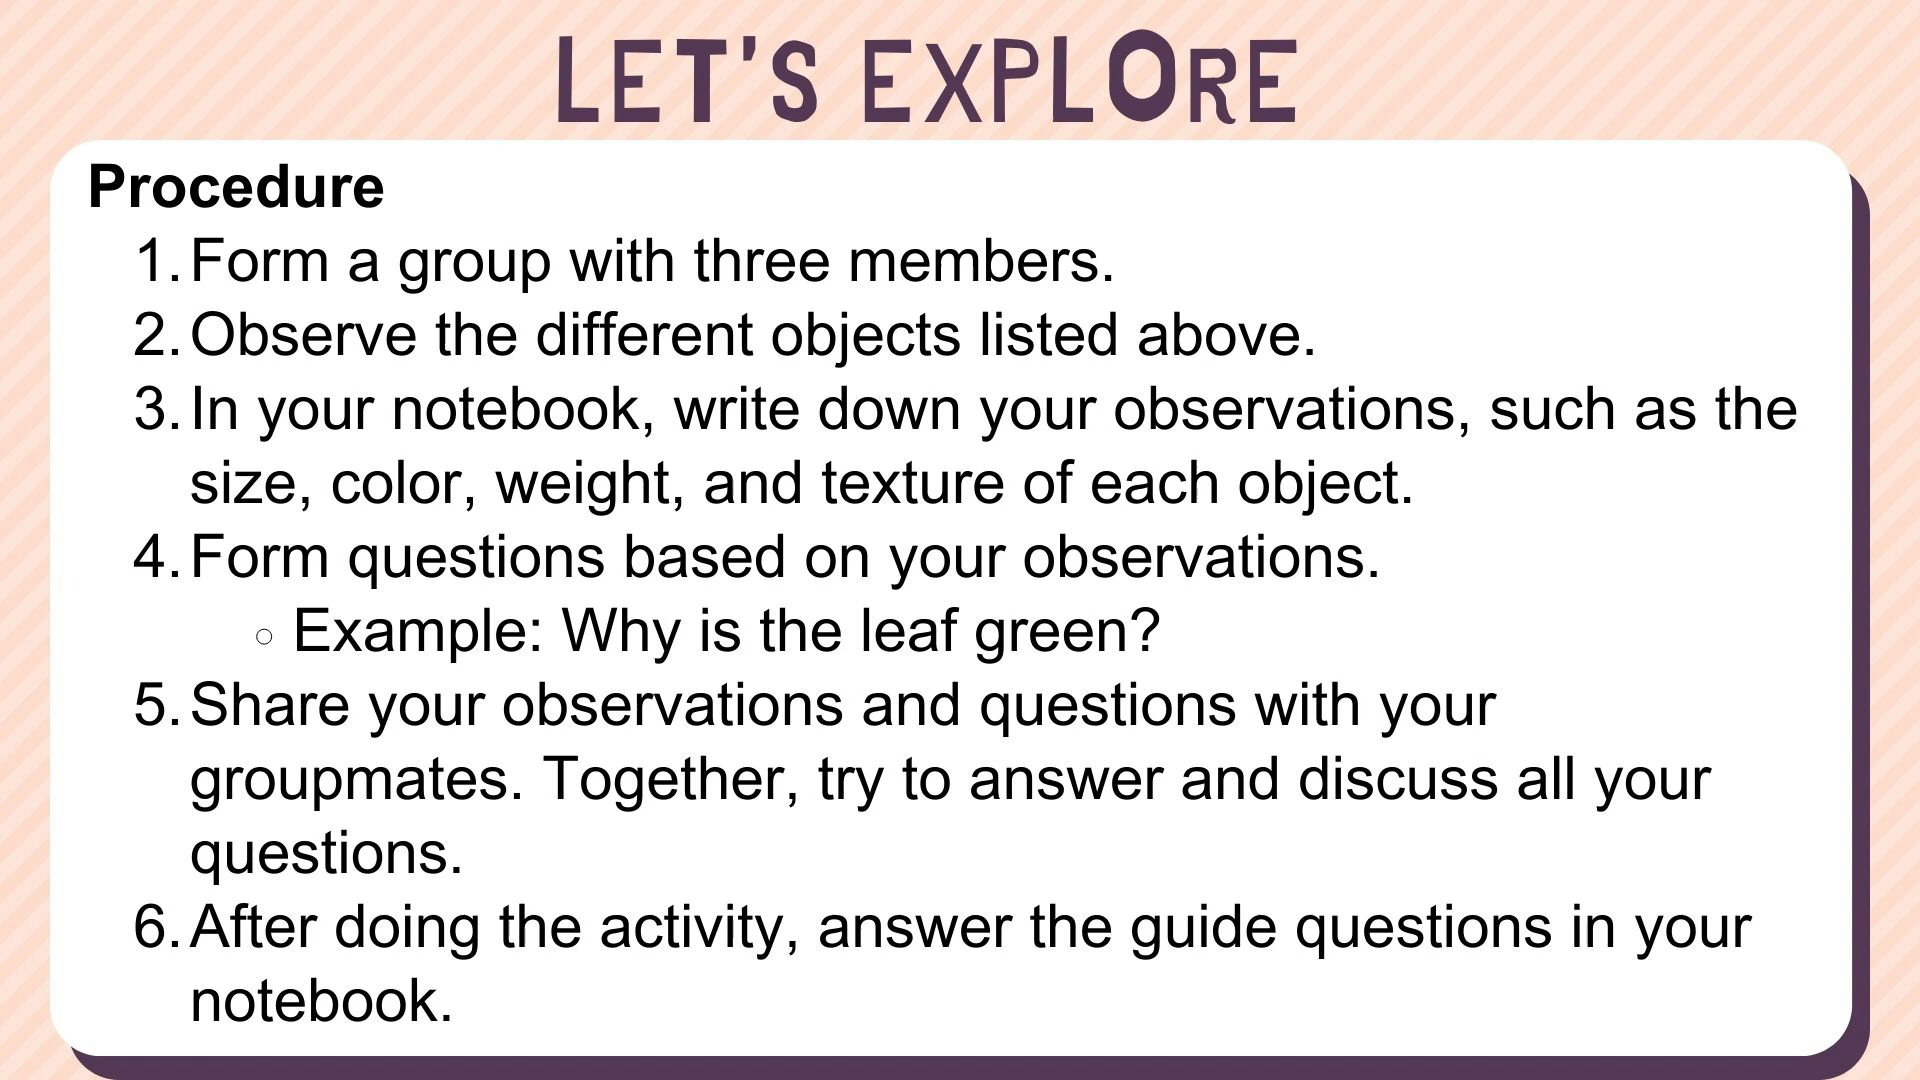 LET'S EXPLORE
Procedure
1. Form a group with three members.
2. Observe the different objects listed above.
3. In your notebook, write down your observations, such as the
size, color, weight, and texture of each object.
4. Form questions based on your observations.
◦ Example: Why is the leaf green?
5. Share your observations and questions with your
groupmates. Together, try to answer and discuss all your
questions.
6. After doing the activity, answer the guide questions in your
notebook.